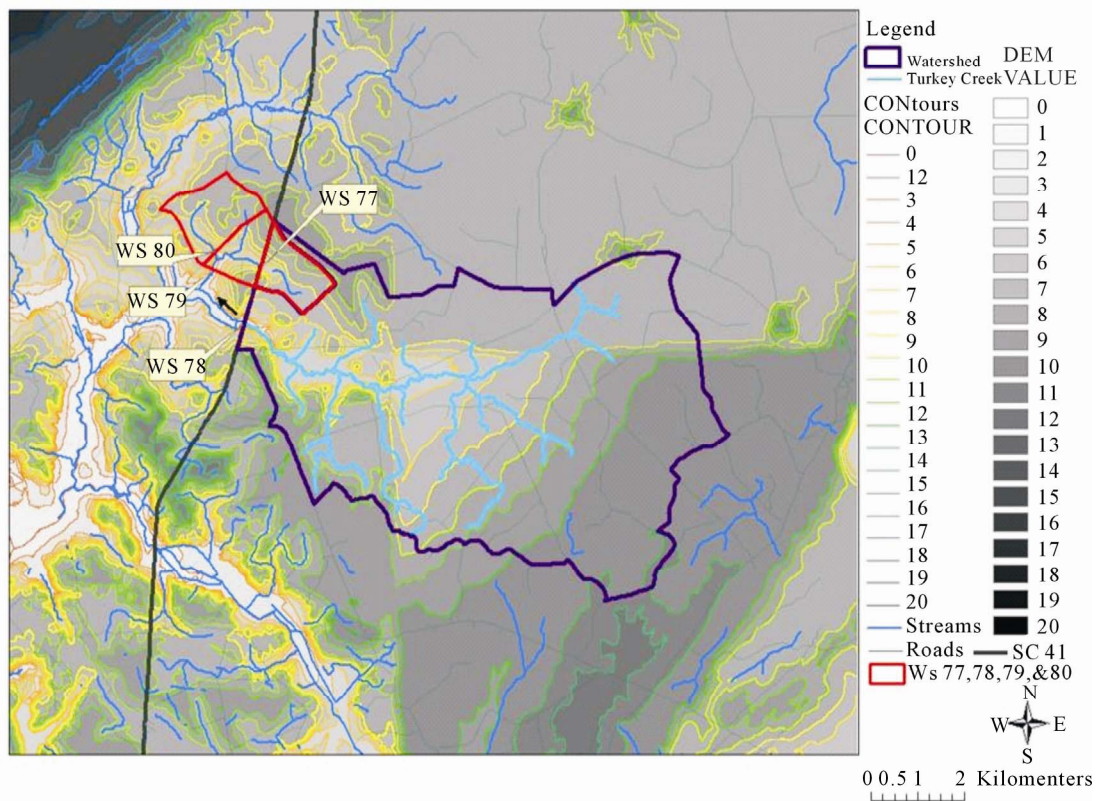 WS 77
WS 80
WS 79
WS 78
Legend
Watershed
Turkey Creek
CONtours
CONTOUR
0
12
3
4
5
6
7
8
9
10
11
12
13
14
15
16
17
18
19
20
Streams
Roads
SC 41
Ws 77,78,79,&80
DEM
VALUE
0
1
2
3
4
5
6
7
8
9
10
11
12
13
14
15
16
17
18
19
20
N
W E
S
0 0.5 1 2 Kilomenters